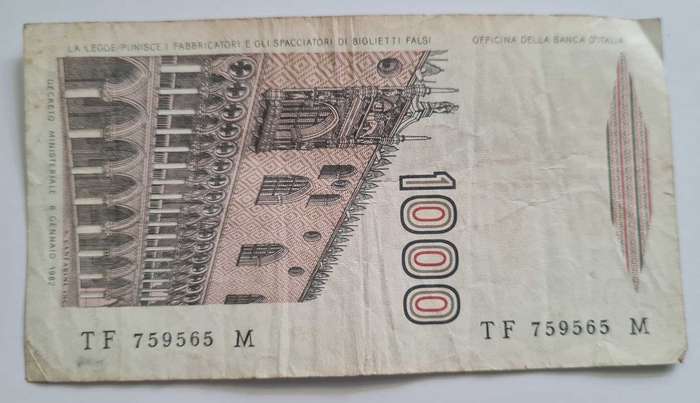 LA LEGGE PUNISCE I FABBRICATORI E GLI SPACCIATORI DI BIGLIETTI FALSI
OFFICINA DELLA BANCA D'ITALIA
DECRETO MINISTERIALE 6 GENNAIO 1982
1000
TF 759565 M
TF 759565 M